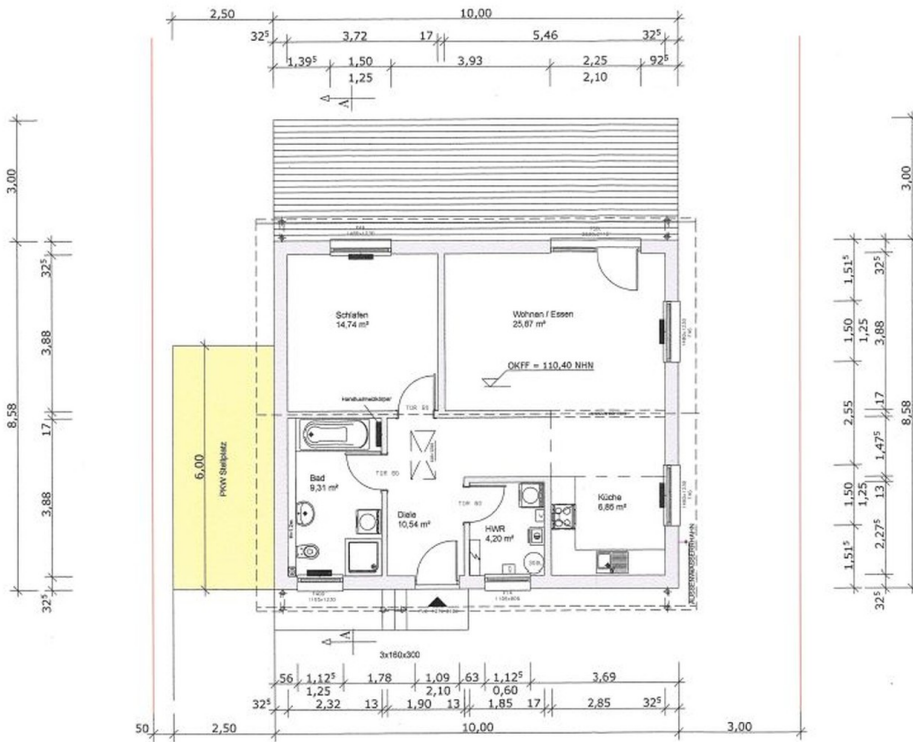 2,50 10,00
32⁵ 3,72 17 5,46 32⁵
1,39⁵ 1,50 3,93 2,25 92⁵
1,25 2,10
A
3,00 3,00
32⁵ 1,51⁵ 32⁵
3,88 1,50 1,25 3,88
8,58 17 2,55 17 8,58
1,47⁵
3,88 1,50 1,25 13
2,27⁵
32⁵ 1,51⁵ 32⁵
Schlafen
14,74 m²
Wohnen / Essen
25,87 m²
OKFF = 110,40 NHN
Handtuchheizkörper
6,00
PKW Stellplatz
Bad
9,31 m²
Diele
10,54 m²
HWR
4,20 m²
Küche
6,86 m²
AUSSENWASSERHAHN
A
3x160x300
56 1,12⁵ 1,78 1,09 63 1,12⁵ 3,69
1,25 2,10 0,60
32⁵ 2,32 13 1,90 13 1,85 17 2,85 32⁵
50 2,50 10,00 3,00